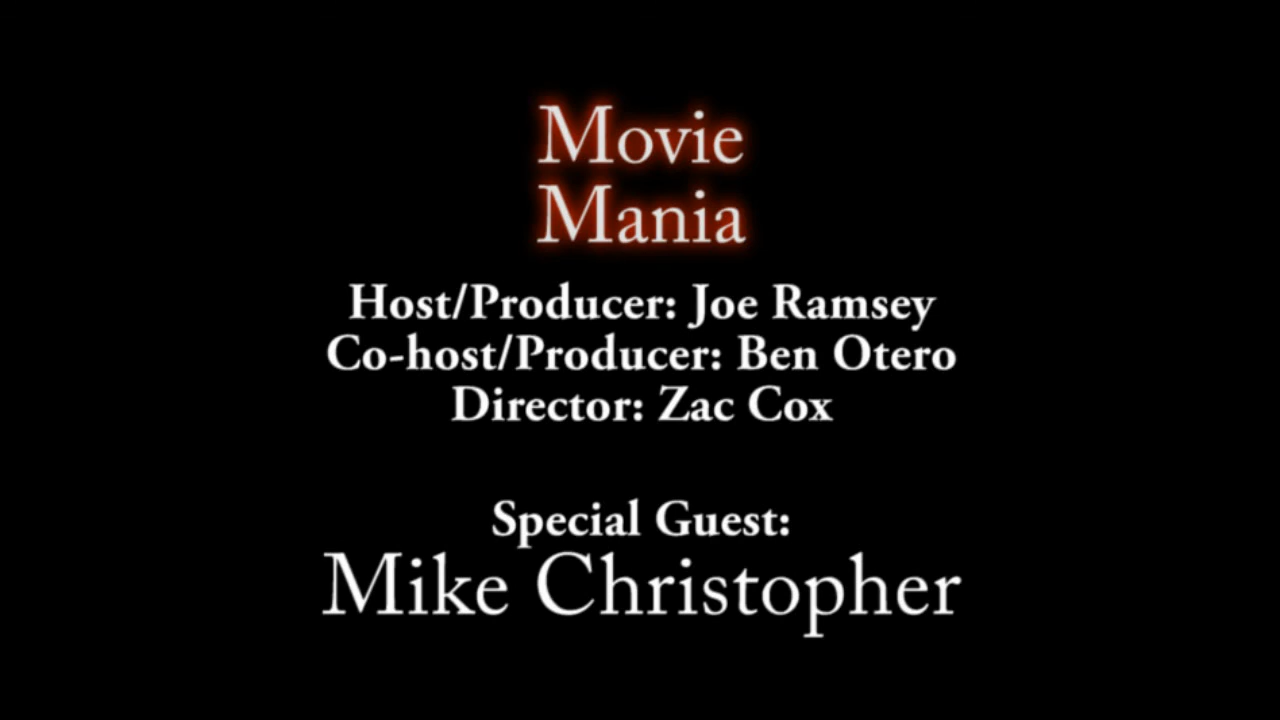 Movie
Mania
Host/Producer: Joe Ramsey
Co-host/Producer: Ben Otero
Director: Zac Cox
Special Guest:
Mike Christopher